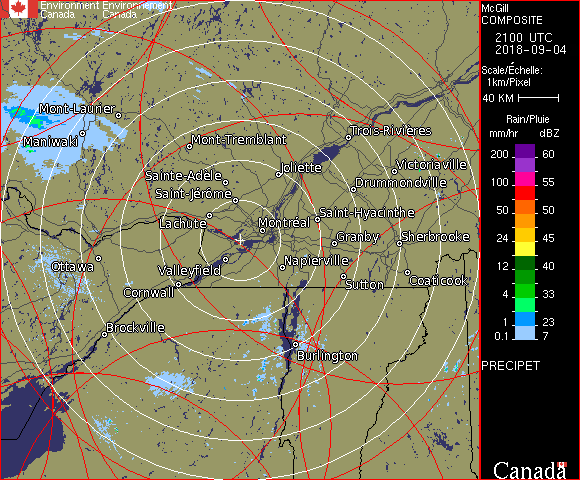 Environment Environnement
Canada Canada
McGill
COMPOSITE
2100 UTC
2018-09-04
Scale/Échelle:
1km/Pixel
40 KM
Rain/Pluie
mm/hr dBZ
200 60
100 55
50 50
24 45
12 40
4 33
1 23
0.1 7
PRECIPET
Canada
Mont-Laurier
Maniwaki
Mont-Tremblant
Trois-Rivières
Sainte-Adèle
Joliette
Victoriaville
Saint-Jérôme
Drummondville
Lachute
Montréal
Saint-Hyacinthe
Granby
Sherbrooke
Ottawa
Valleyfield
Napierville
Cornwall
Sutton
Coaticook
Brockville
Burlington